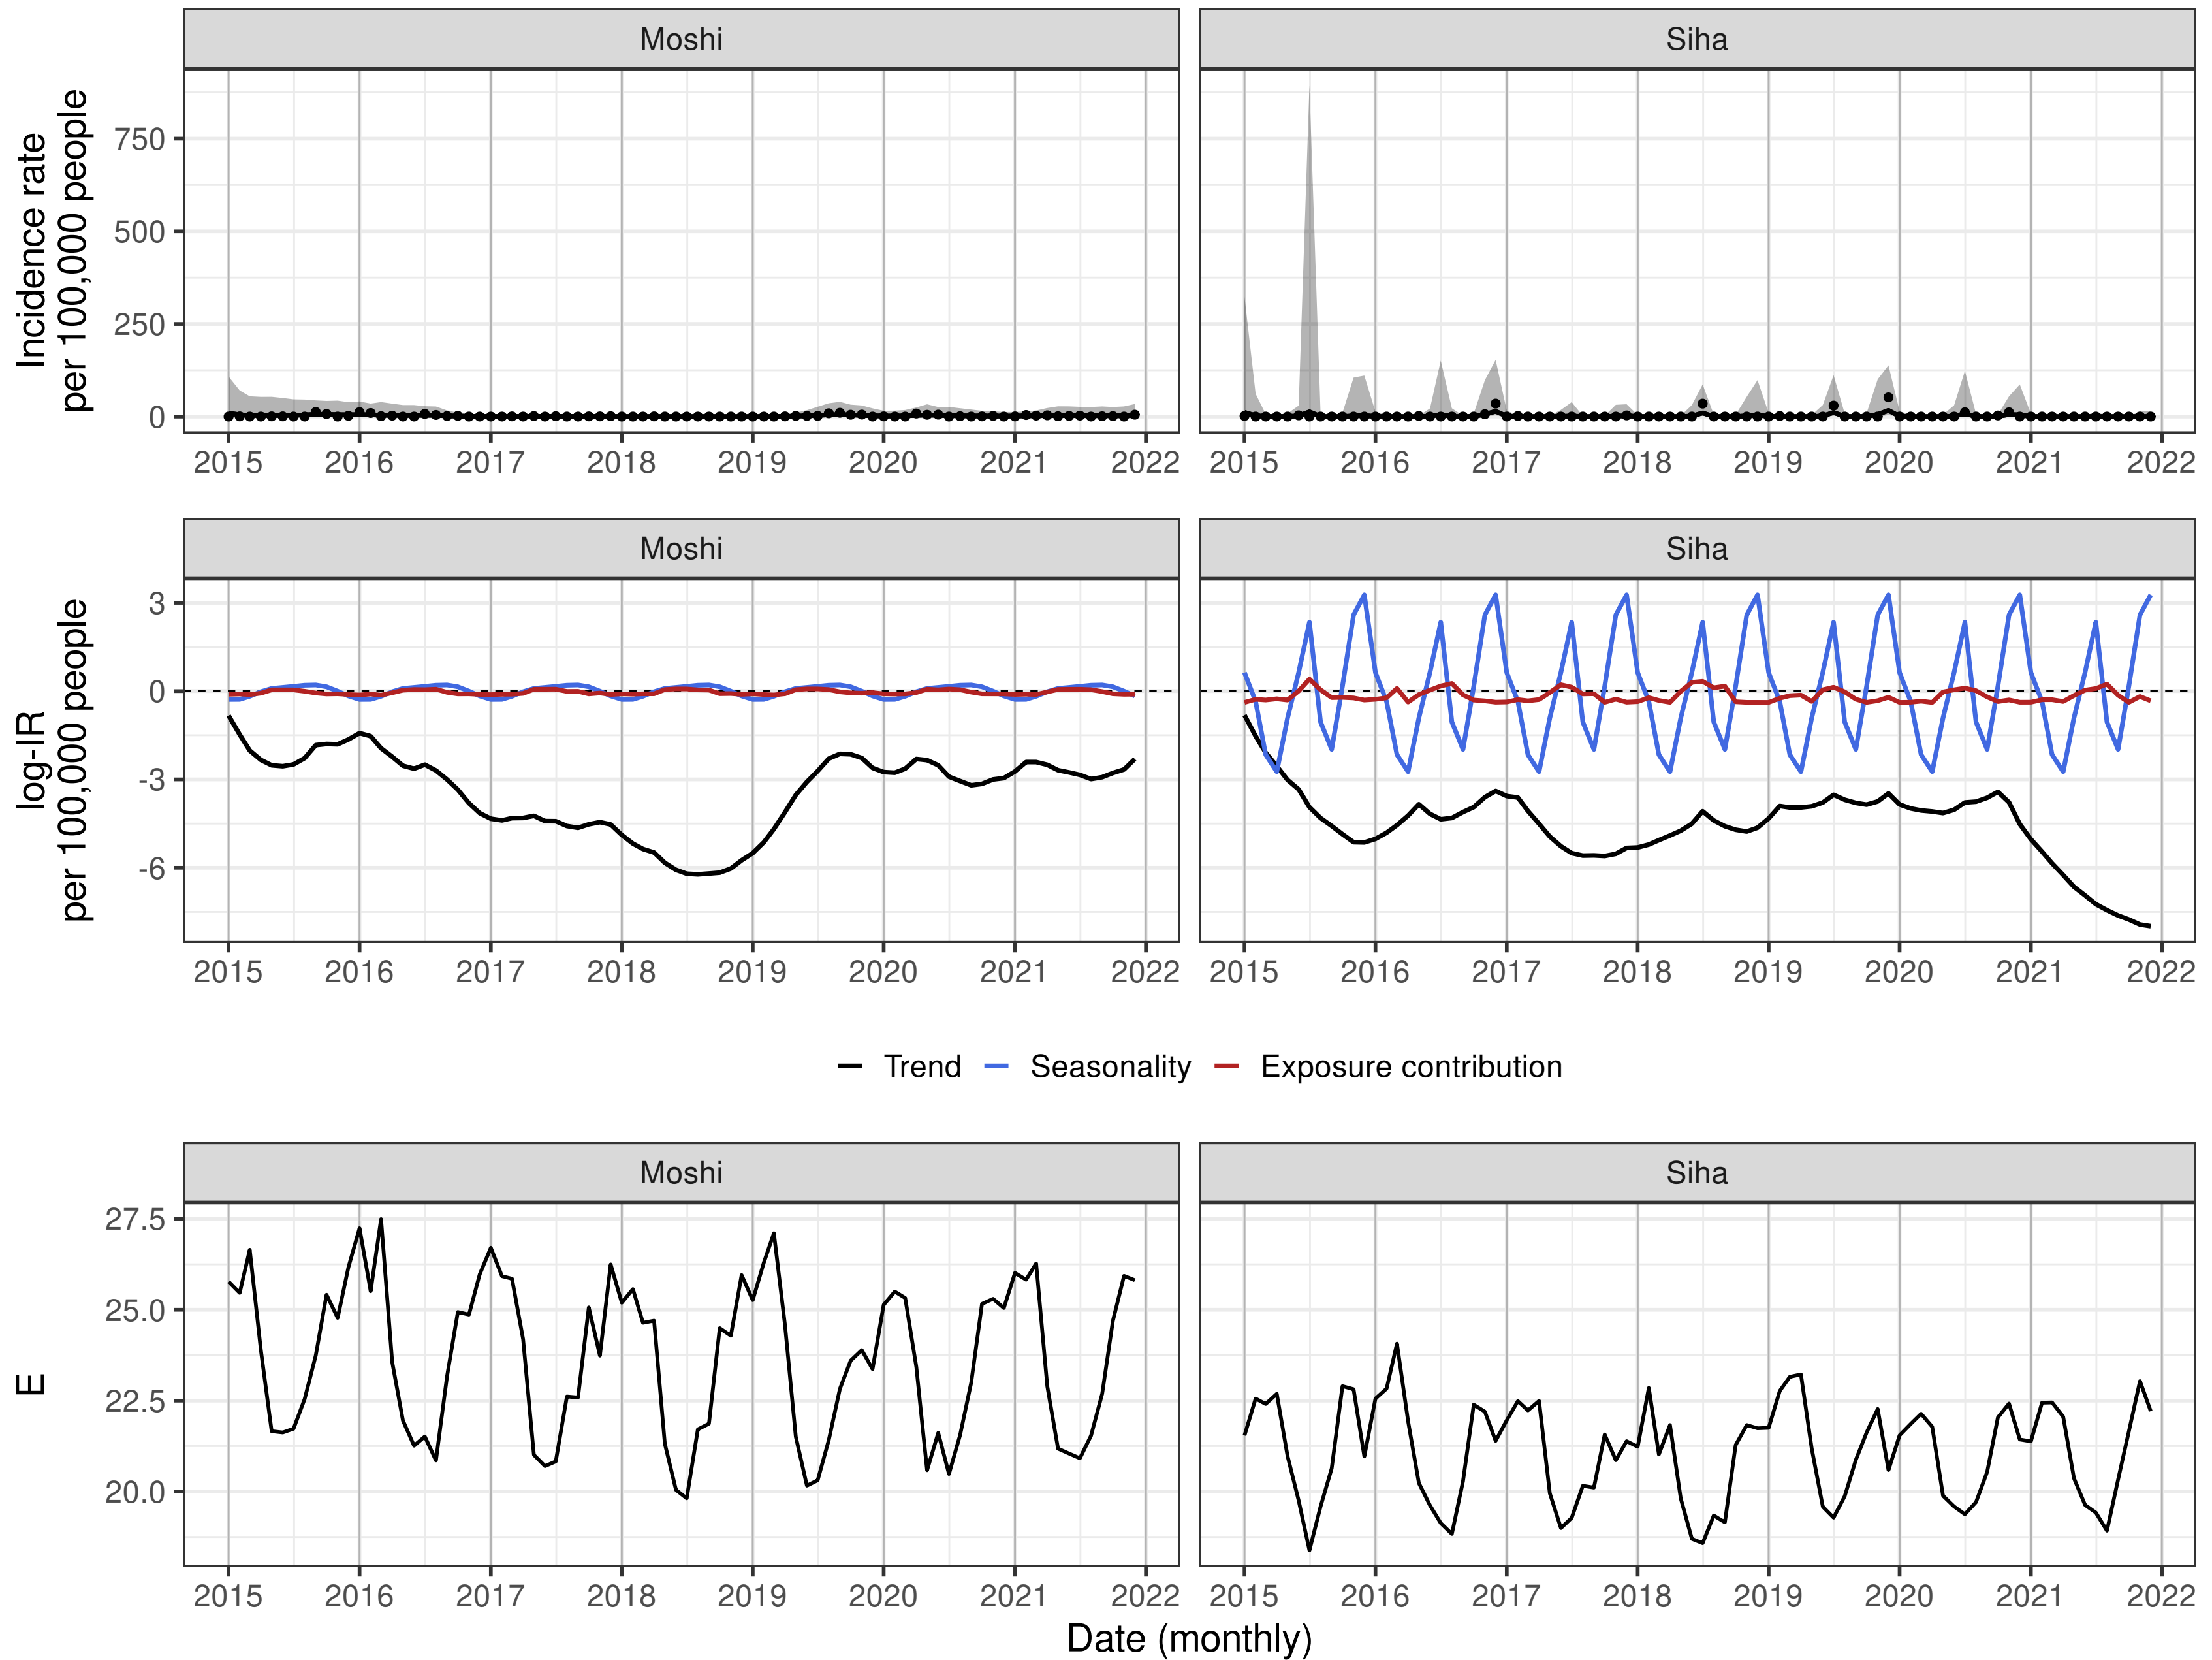 Moshi
Siha
Incidence rate
per 100,000 people
750
500
250
0
2015 2016 2017 2018 2019 2020 2021 2022
2015 2016 2017 2018 2019 2020 2021 2022
Moshi
Siha
log-IR
per 100,000 people
3
0
-3
-6
2015 2016 2017 2018 2019 2020 2021 2022
2015 2016 2017 2018 2019 2020 2021 2022
Trend Seasonality Exposure contribution
Moshi
Siha
E
27.5
25.0
22.5
20.0
2015 2016 2017 2018 2019 2020 2021 2022
2015 2016 2017 2018 2019 2020 2021 2022
Date (monthly)